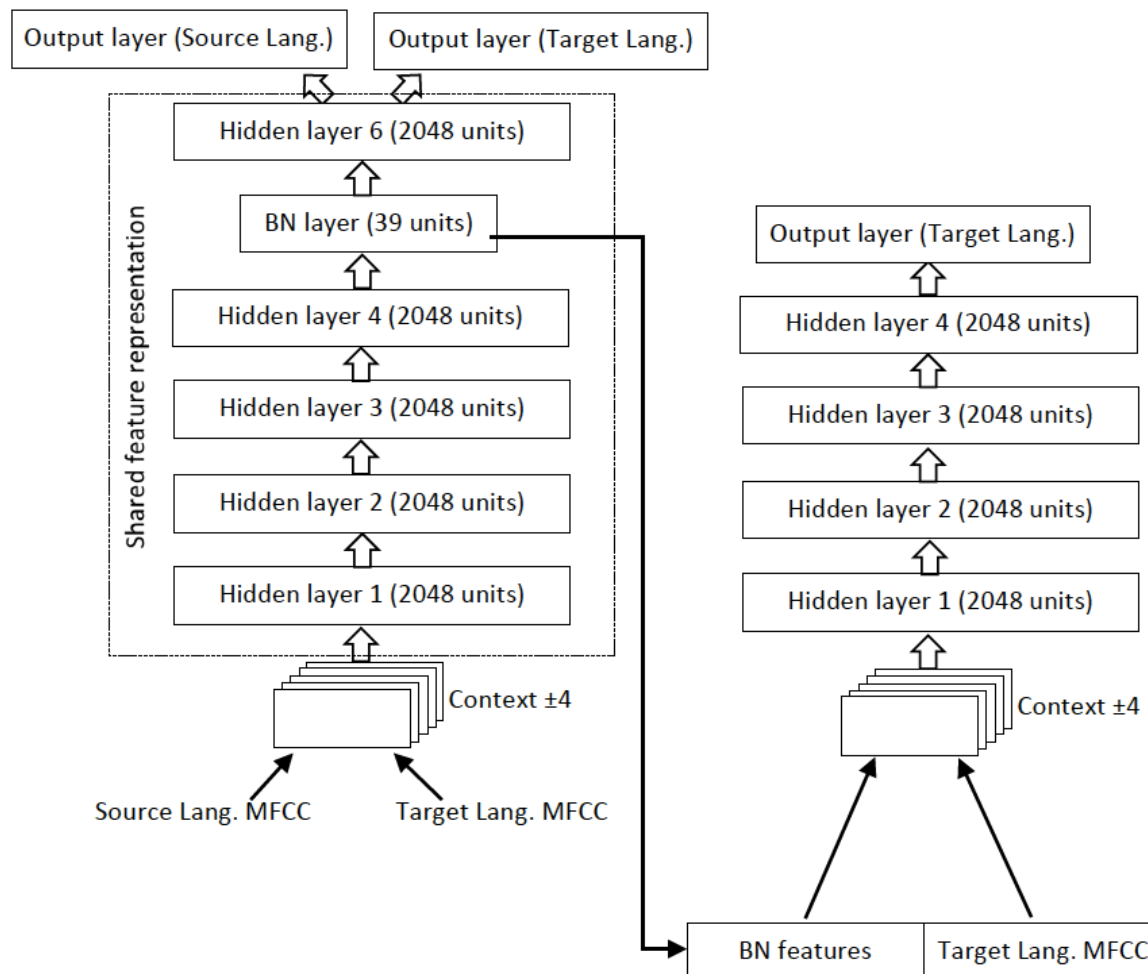 Output layer (Source Lang.)
Output layer (Target Lang.)
Hidden layer 6 (2048 units)
BN layer (39 units)
Hidden layer 4 (2048 units)
Hidden layer 3 (2048 units)
Hidden layer 2 (2048 units)
Hidden layer 1 (2048 units)
Shared feature representation
Context ±4
Source Lang. MFCC
Target Lang. MFCC
Output layer (Target Lang.)
Hidden layer 4 (2048 units)
Hidden layer 3 (2048 units)
Hidden layer 2 (2048 units)
Hidden layer 1 (2048 units)
Context ±4
BN features
Target Lang. MFCC